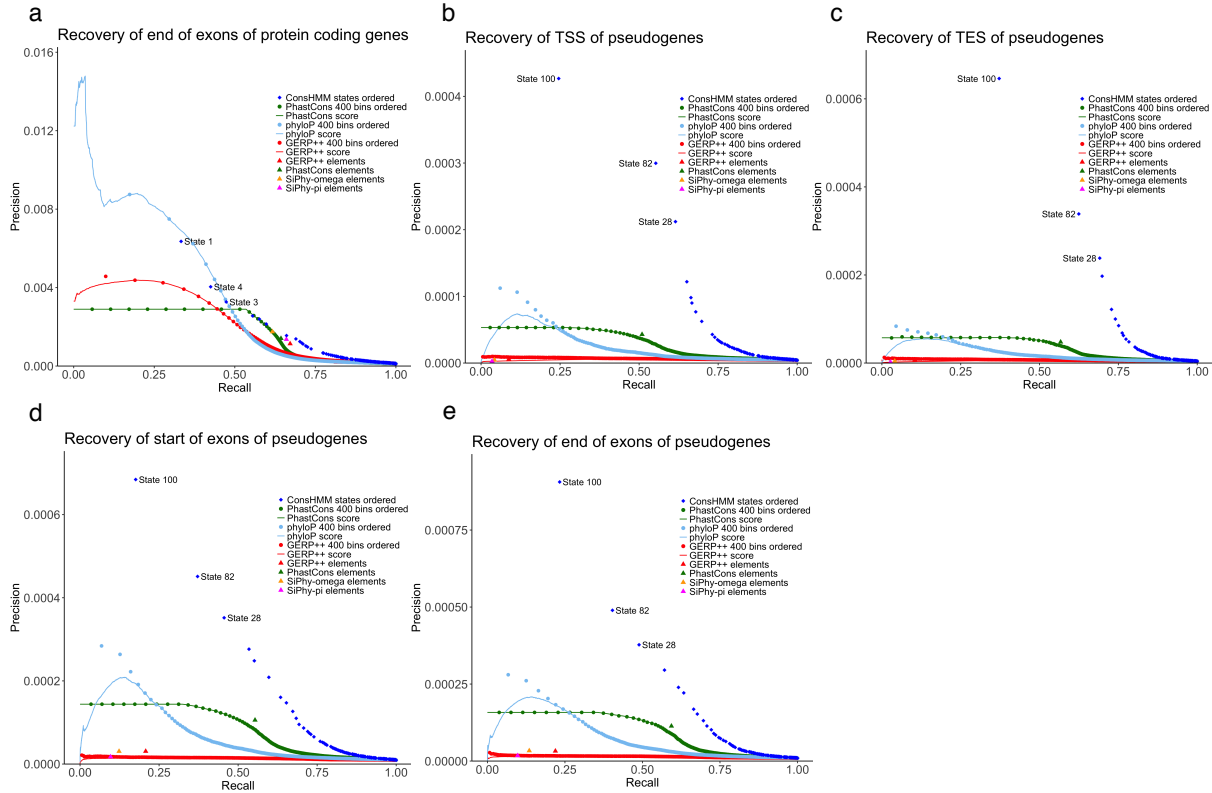 a
Recovery of end of exons of protein coding genes
0.016
0.012
0.008
0.004
0.000
Precision
ConsHMM states ordered
PhastCons 400 bins ordered
PhastCons score
phyloP 400 bins ordered
phyloP score
GERP++ 400 bins ordered
GERP++ score
GERP++ elements
PhastCons elements
SiPhy-omega elements
SiPhy-pi elements
State 1
State 4
State 3
0.00
0.25
0.50
0.75
1.00
Recall
b
Recovery of TSS of pseudogenes
0.0004
0.0003
0.0002
0.0001
0.0000
Precision
State 100
State 82
State 28
ConsHMM states ordered
PhastCons 400 bins ordered
PhastCons score
phyloP 400 bins ordered
phyloP score
GERP++ 400 bins ordered
GERP++ score
GERP++ elements
PhastCons elements
SiPhy-omega elements
SiPhy-pi elements
0.00
0.25
0.50
0.75
1.00
Recall
c
Recovery of TES of pseudogenes
0.0006
0.0004
0.0002
0.0000
Precision
State 100
State 82
State 28
ConsHMM states ordered
PhastCons 400 bins ordered
PhastCons score
phyloP 400 bins ordered
phyloP score
GERP++ 400 bins ordered
GERP++ score
GERP++ elements
PhastCons elements
SiPhy-omega elements
SiPhy-pi elements
0.00
0.25
0.50
0.75
1.00
Recall
d
Recovery of start of exons of pseudogenes
0.0006
0.0004
0.0002
0.0000
Precision
State 100
State 82
State 28
ConsHMM states ordered
PhastCons 400 bins ordered
PhastCons score
phyloP 400 bins ordered
phyloP score
GERP++ 400 bins ordered
GERP++ score
GERP++ elements
PhastCons elements
SiPhy-omega elements
SiPhy-pi elements
0.00
0.25
0.50
0.75
1.00
Recall
e
Recovery of end of exons of pseudogenes
0.00075
0.00050
0.00025
0.00000
Precision
State 100
State 82
State 28
ConsHMM states ordered
PhastCons 400 bins ordered
PhastCons score
phyloP 400 bins ordered
phyloP score
GERP++ 400 bins ordered
GERP++ score
GERP++ elements
PhastCons elements
SiPhy-omega elements
SiPhy-pi elements
0.00
0.25
0.50
0.75
1.00
Recall